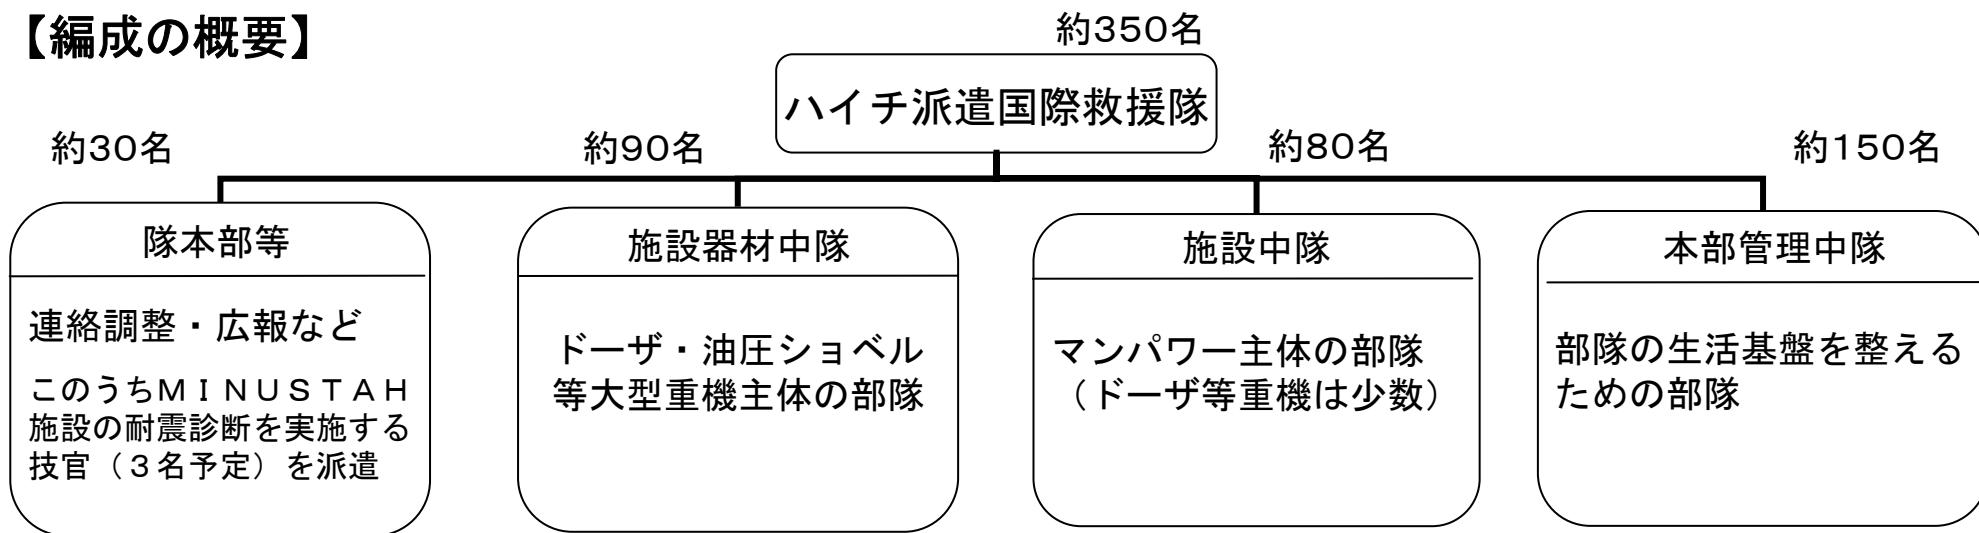 【編成の概要】
約350名
ハイチ派遣国際救援隊
約30名
約90名
約80名
約150名
隊本部等
連絡調整・広報など
このうちMINUSTAH
施設の耐震診断を実施する
技官(3名予定)を派遣
施設器材中隊
ドーザ・油圧ショベル
等大型重機主体の部隊
施設中隊
マンパワー主体の部隊
(ドーザ等重機は少数)
本部管理中隊
部隊の生活基盤を整える
ための部隊